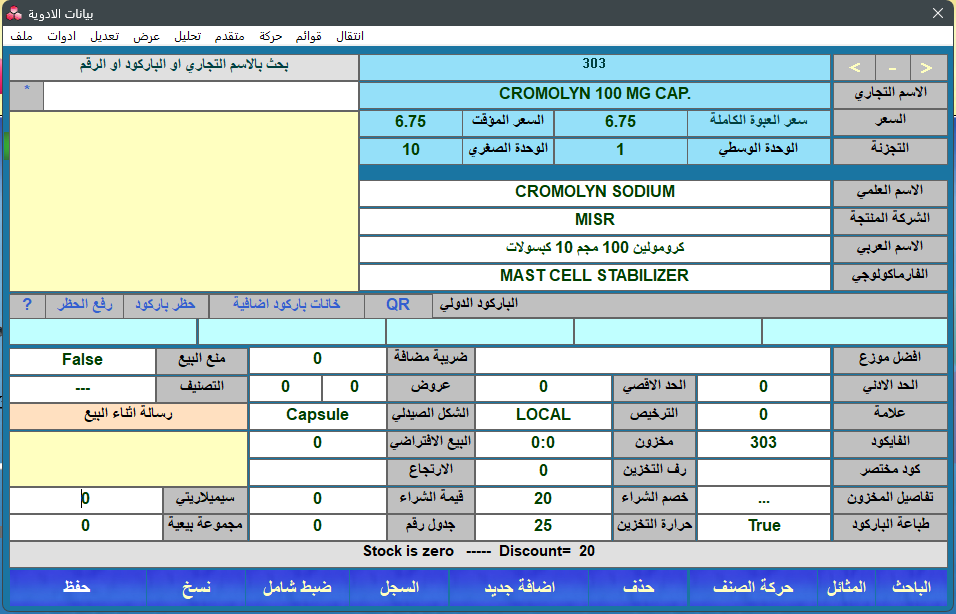 بيانات الادوية
ملف ادوات تعديل عرض تحليل متقدم حركة قوائم انتقال
< - > 303 بحث بالاسم التجاري او الباركود او الرقم
الاسم التجاري CROMOLYN 100 MG CAP. *
السعر سعر العبوة الكاملة 6.75 السعر المؤقت 6.75
التجزئة الوحدة الوسطي 1 الوحدة الصغري 10
الاسم العلمي CROMOLYN SODIUM
الشركة المنتجة MISR
الاسم العربي كرومولين 100 مجم 10 كبسولات
الفارماكولوجي MAST CELL STABILIZER
الباركود الدولي QR خانات باركود اضافية حظر باركود رفع الحظر ?
افضل موزع ضريبة مضافة 0 منع البيع False
الحد الادني 0 الحد الاقصي 0 عروض 0 0 التصنيف ---
علامة 0 الترخيص LOCAL الشكل الصيدلي Capsule رسالة اثناء البيع
الفايكود 303 مخزون 0:0 البيع الافتراضي 0
كود مختصر رف التخزين 0 الارتجاع
تفاصيل المخزون ... خصم الشراء 20 قيمة الشراء 0 سيميلاريتي 0
طباعة الباركود True حرارة التخزين 25 جدول رقم 0 مجموعة بيعية 0
Stock is zero ----- Discount= 20
الباحث المثائل حركة الصنف حذف اضافة جديد السجل ضبط شامل نسخ حفظ